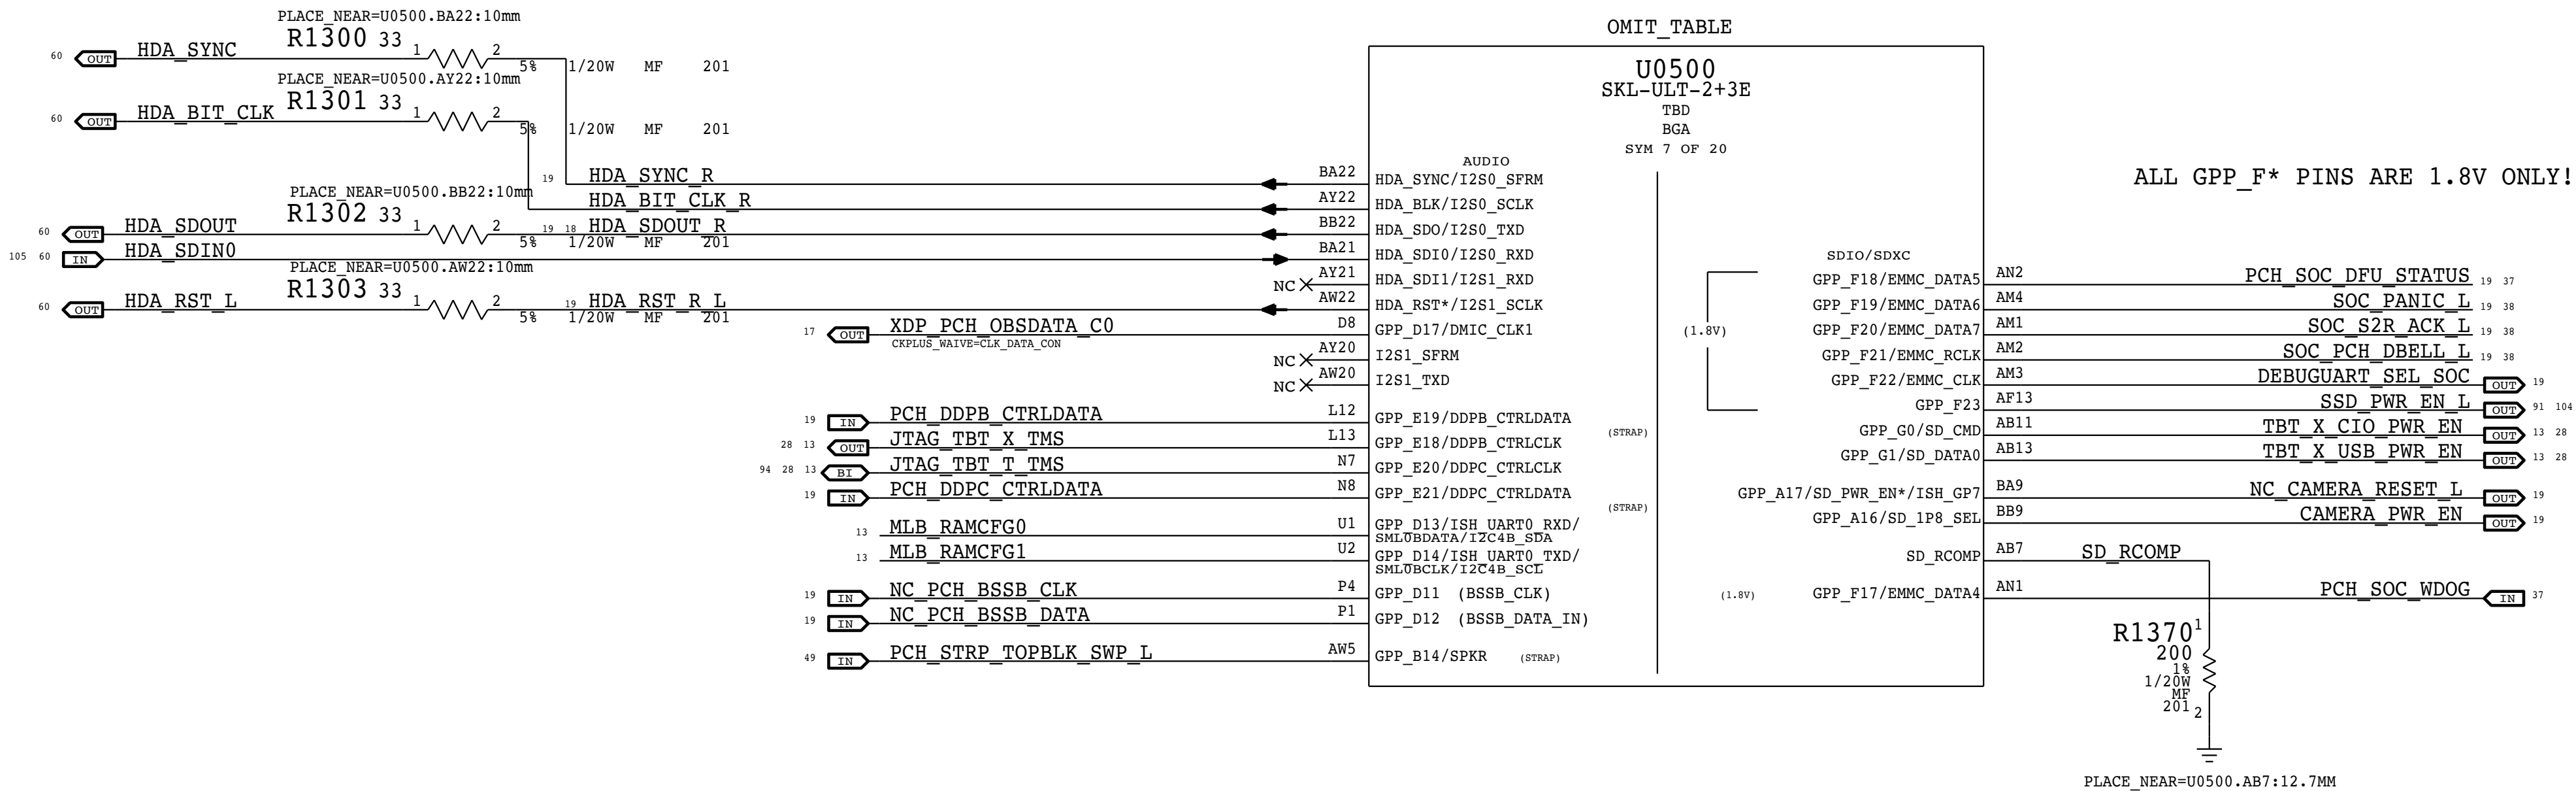 OMIT_TABLE
U0500
SKL-ULT-2+3E
TBD
BGA
SYM 7 OF 20
PLACE_NEAR=U0500.BA22:10mm
R1300 33
60 OUT HDA_SYNC 1 2
5% 1/20W MF 201
PLACE_NEAR=U0500.AY22:10mm
R1301 33
60 OUT HDA_BIT_CLK 1 2
5% 1/20W MF 201
AUDIO
19 HDA_SYNC_R BA22 HDA_SYNC/I2S0_SFRM
HDA_BIT_CLK_R AY22 HDA_BLK/I2S0_SCLK
PLACE_NEAR=U0500.BB22:10mm
R1302 33
60 OUT HDA_SDOUT 1 2 19 18 HDA_SDOUT_R BB22 HDA_SDO/I2S0_TXD
5% 1/20W MF 201
105 60 IN HDA_SDIN0 BA21 HDA_SDI0/I2S0_RXD
NC AY21 HDA_SDI1/I2S1_RXD
PLACE_NEAR=U0500.AW22:10mm
R1303 33
60 OUT HDA_RST_L 1 2 19 HDA_RST_R_L AW22 HDA_RST*/I2S1_SCLK
5% 1/20W MF 201
17 OUT XDP_PCH_OBSDATA_C0 D8 GPP_D17/DMIC_CLK1
CKPLUS_WAIVE=CLK_DATA_CON
NC AY20 I2S1_SFRM
NC AW20 I2S1_TXD
19 IN PCH_DDPB_CTRLDATA L12 GPP_E19/DDPB_CTRLDATA
(STRAP)
28 13 OUT JTAG_TBT_X_TMS L13 GPP_E18/DDPB_CTRLCLK
94 28 13 BI JTAG_TBT_T_TMS N7 GPP_E20/DDPC_CTRLCLK
19 IN PCH_DDPC_CTRLDATA N8 GPP_E21/DDPC_CTRLDATA
(STRAP)
13 MLB_RAMCFG0 U1 GPP_D13/ISH_UART0_RXD/
SML0BDATA/I2C4B_SDA
13 MLB_RAMCFG1 U2 GPP_D14/ISH_UART0_TXD/
SML0BCLK/I2C4B_SCL
19 IN NC_PCH_BSSB_CLK P4 GPP_D11 (BSSB_CLK)
19 IN NC_PCH_BSSB_DATA P1 GPP_D12 (BSSB_DATA_IN)
49 IN PCH_STRP_TOPBLK_SWP_L AW5 GPP_B14/SPKR (STRAP)
ALL GPP_F* PINS ARE 1.8V ONLY!
SDIO/SDXC
GPP_F18/EMMC_DATA5 AN2 PCH_SOC_DFU_STATUS 19 37
GPP_F19/EMMC_DATA6 AM4 SOC_PANIC_L 19 38
(1.8V) GPP_F20/EMMC_DATA7 AM1 SOC_S2R_ACK_L 19 38
GPP_F21/EMMC_RCLK AM2 SOC_PCH_DBELL_L 19 38
GPP_F22/EMMC_CLK AM3 DEBUGUART_SEL_SOC OUT 19
GPP_F23 AF13 SSD_PWR_EN_L OUT 91 104
GPP_G0/SD_CMD AB11 TBT_X_CIO_PWR_EN OUT 13 28
GPP_G1/SD_DATA0 AB13 TBT_X_USB_PWR_EN OUT 13 28
GPP_A17/SD_PWR_EN*/ISH_GP7 BA9 NC_CAMERA_RESET_L OUT 19
GPP_A16/SD_1P8_SEL BB9 CAMERA_PWR_EN OUT 19
SD_RCOMP AB7 SD_RCOMP
(1.8V) GPP_F17/EMMC_DATA4 AN1 PCH_SOC_WDOG IN 37
R1370 1
200
1%
1/20W
MF
201 2
PLACE_NEAR=U0500.AB7:12.7MM